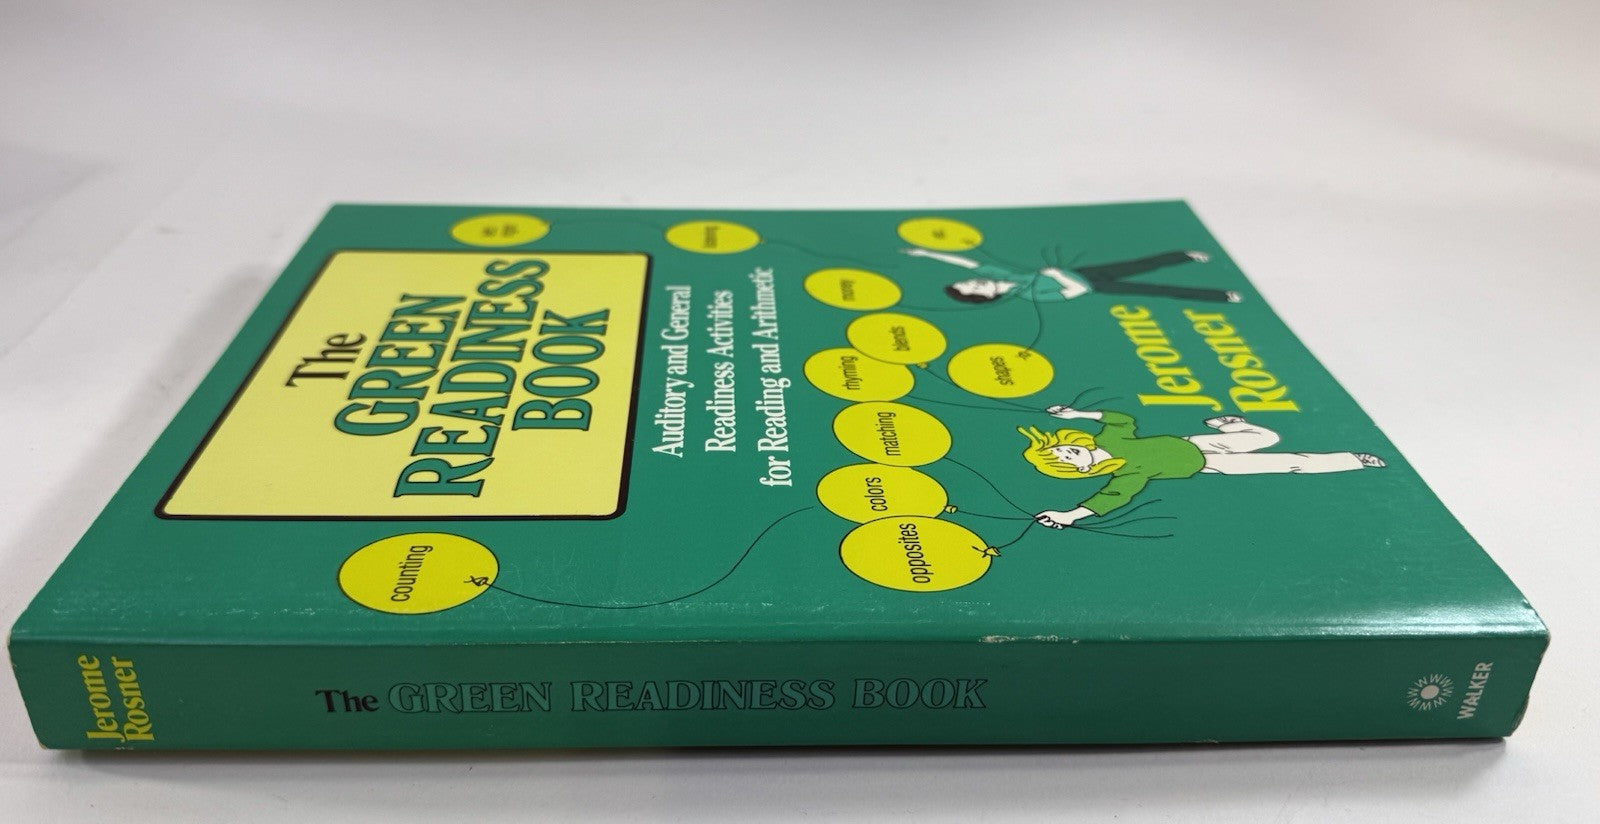 The
GREEN
READINESS
BOOK
Auditory and General
Readiness Activities
for Reading and Arithmetic
counting
listening
money
blends
rhyming
shapes
matching
colors
opposites
Jerome
Rosner
Jerome
Rosner
The GREEN READINESS BOOK
WALKER